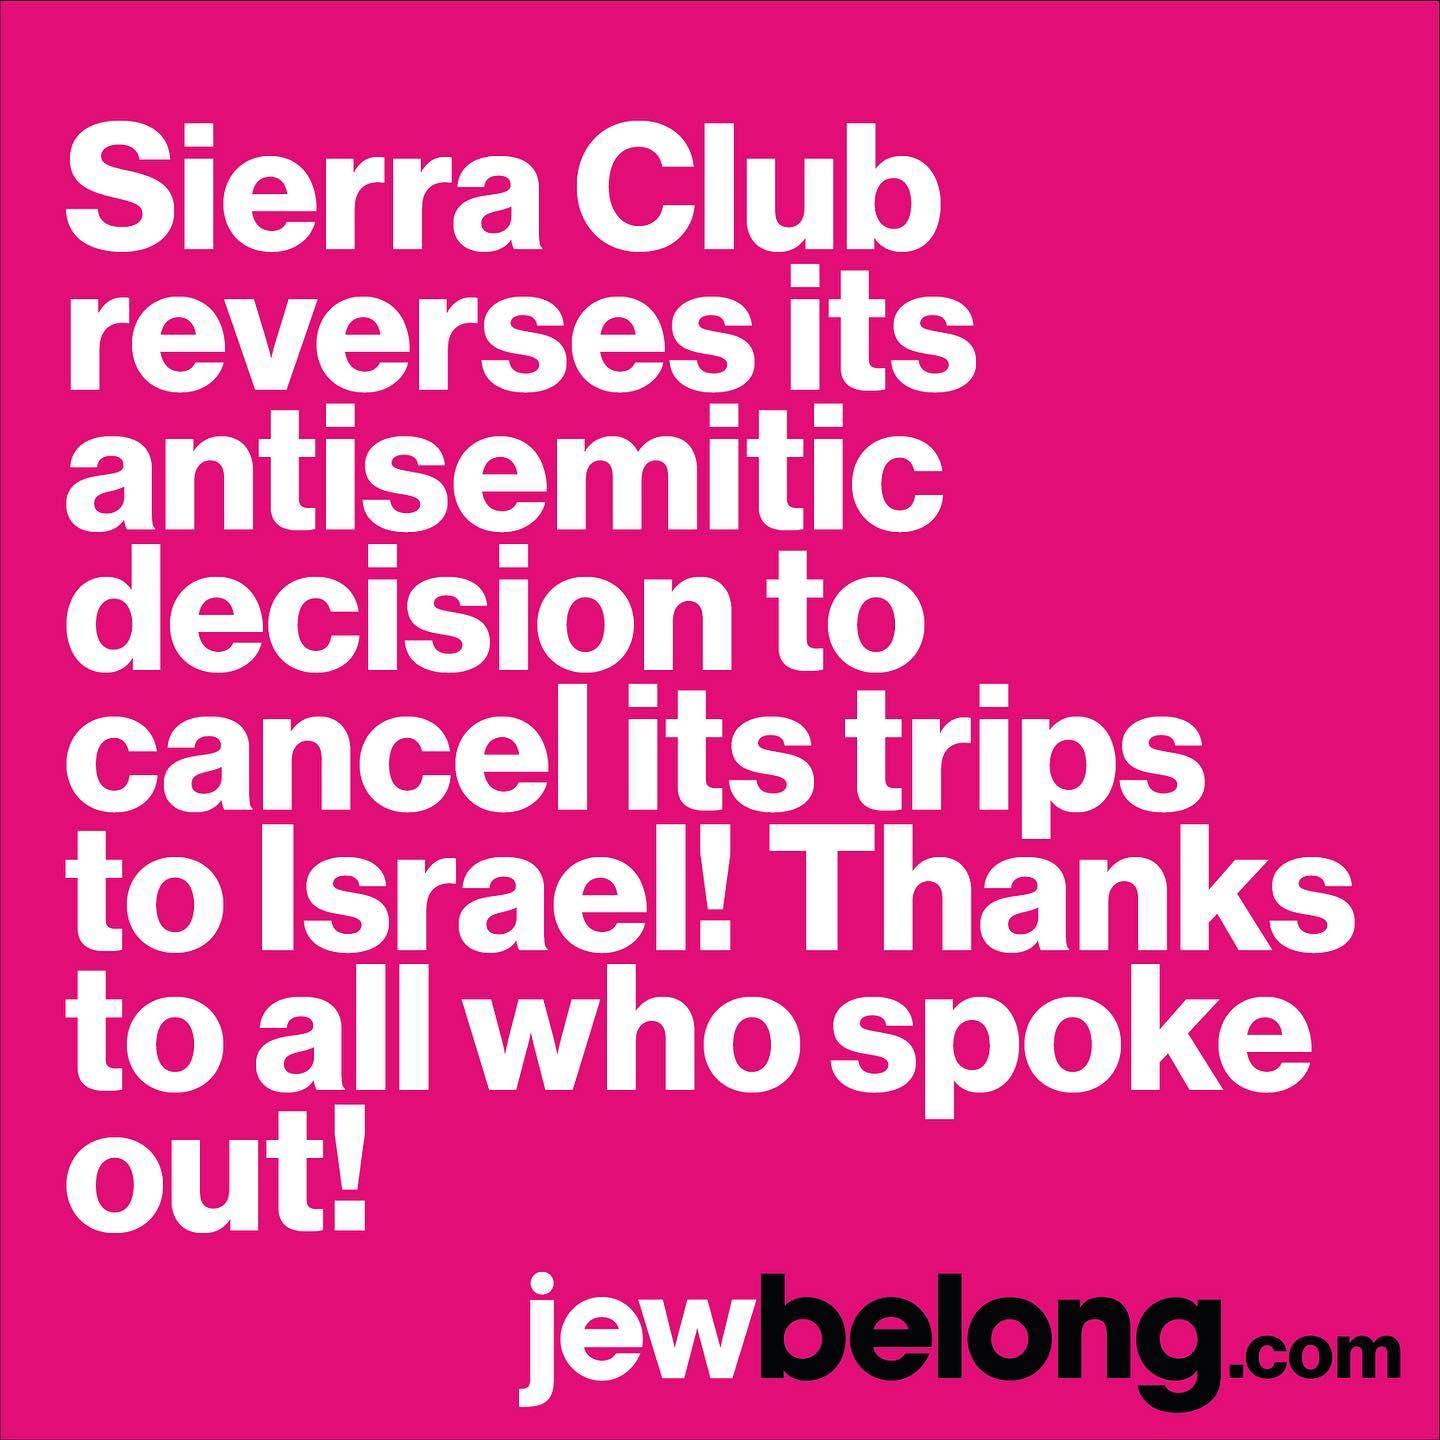 Sierra Club
reverses its
antisemitic
decision to
cancel its trips
to Israel! Thanks
to all who spoke
out!
jewbelong.com